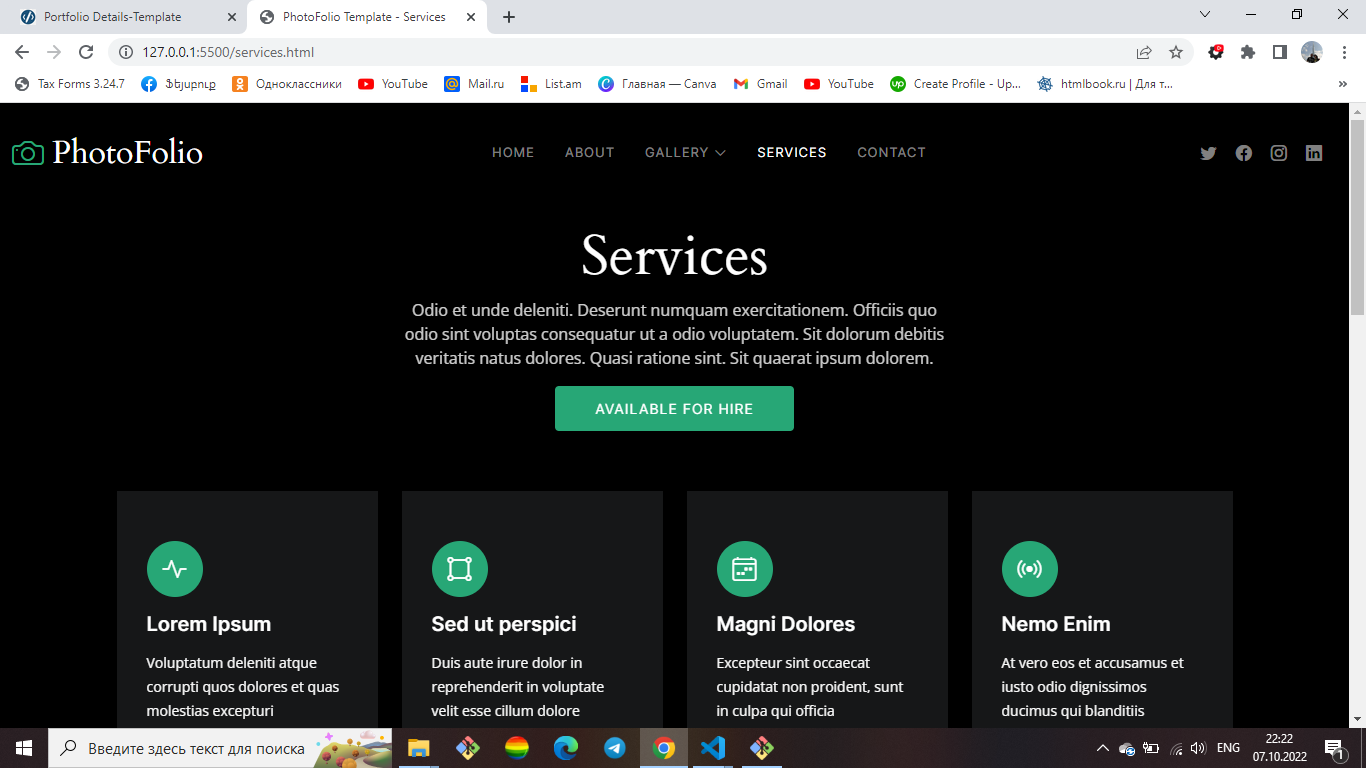 Portfolio Details-Template
PhotoFolio Template - Services
127.0.0.1:5500/services.html
Tax Forms 3.24.7
Ֆեյսբուք
Одноклассники
YouTube
Mail.ru
List.am
Главная — Canva
Gmail
YouTube
Create Profile - Up...
htmlbook.ru | Для т...
PhotoFolio
HOME
ABOUT
GALLERY
SERVICES
CONTACT
Services
Odio et unde deleniti. Deserunt numquam exercitationem. Officiis quo
odio sint voluptas consequatur ut a odio voluptatem. Sit dolorum debitis
veritatis natus dolores. Quasi ratione sint. Sit quaerat ipsum dolorem.
AVAILABLE FOR HIRE
Lorem Ipsum
Voluptatum deleniti atque
corrupti quos dolores et quas
molestias excepturi
Sed ut perspici
Duis aute irure dolor in
reprehenderit in voluptate
velit esse cillum dolore
Magni Dolores
Excepteur sint occaecat
cupidatat non proident, sunt
in culpa qui officia
Nemo Enim
At vero eos et accusamus et
iusto odio dignissimos
ducimus qui blanditiis
Введите здесь текст для поиска
ENG
22:22
07.10.2022
1